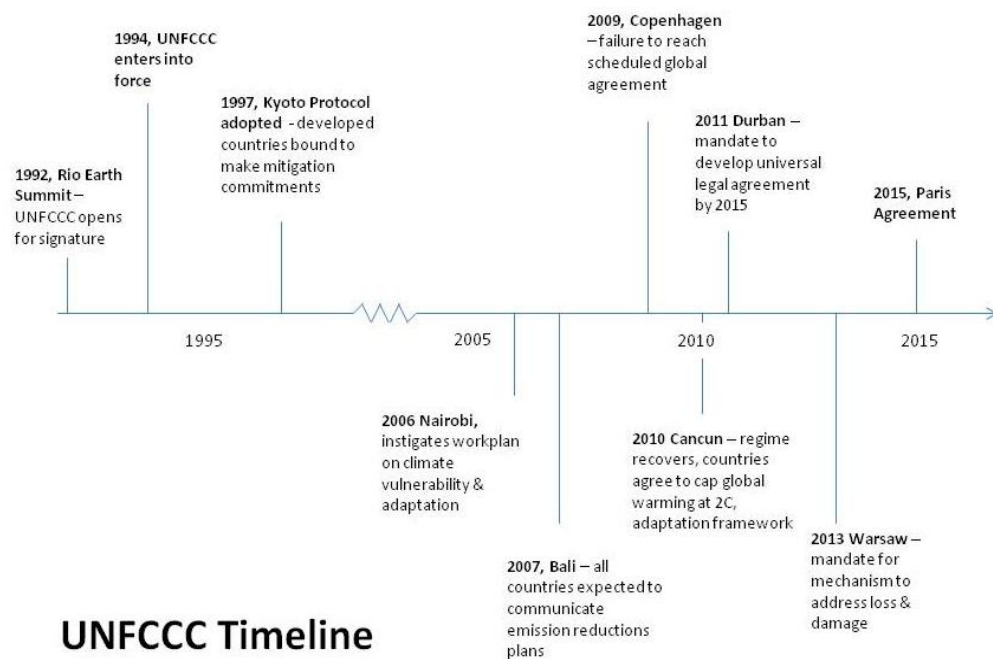 1992, Rio Earth
Summit –
UNFCCC opens
for signature
1994, UNFCCC
enters into
force
1997, Kyoto Protocol
adopted - developed
countries bound to
make mitigation
commitments
2009, Copenhagen
– failure to reach
scheduled global
agreement
2011 Durban –
mandate to
develop universal
legal agreement
by 2015
2015, Paris
Agreement
1995
2005
2010
2015
2006 Nairobi,
instigates workplan
on climate
vulnerability &
adaptation
2007, Bali – all
countries expected to
communicate
emission reductions
plans
2010 Cancun – regime
recovers, countries
agree to cap global
warming at 2C,
adaptation framework
2013 Warsaw –
mandate for
mechanism to
address loss &
damage
UNFCCC Timeline